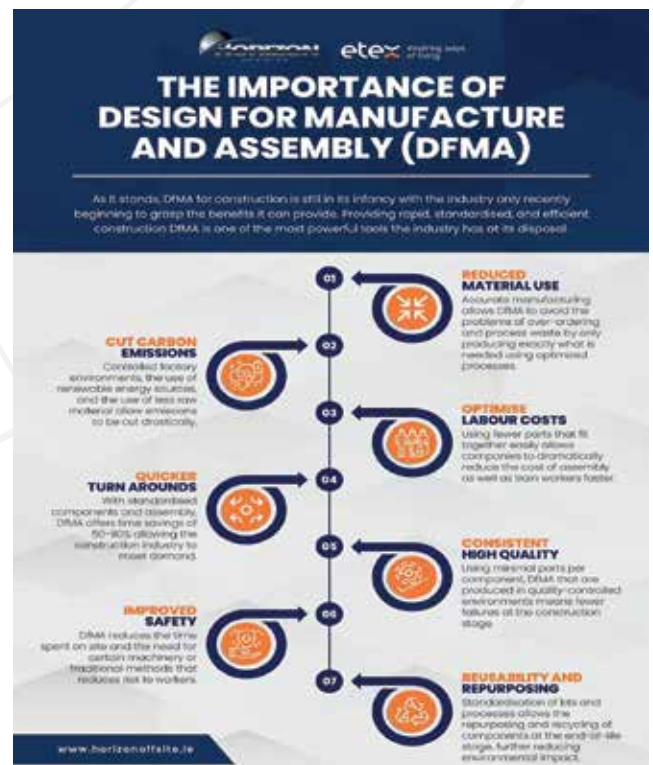 HORIZON
OFFSITE
etex inspiring ways
of living
THE IMPORTANCE OF
DESIGN FOR MANUFACTURE
AND ASSEMBLY (DFMA)
As it stands, DfMA for construction is still in its infancy with the industry only recently
beginning to grasp the benefits it can provide. Providing rapid, standardised, and efficient
construction DfMA is one of the most powerful tools the industry has at its disposal
01
REDUCED
MATERIAL USE
Accurate manufacturing
allows DfMA to avoid the
problems of over-ordering
and process waste by only
producing exactly what is
needed using optimised
processes.
02
CUT CARBON
EMISSIONS
Controlled factory
environments, the use of
renewable energy sources,
and the use of less raw
material allow emissions
to be cut drastically.
03
OPTIMISE
LABOUR COSTS
Using fewer parts that fit
together easily allows
companies to dramatically
reduce the cost of assembly
as well as train workers faster.
04
QUICKER
TURN AROUNDS
With standardised
components and assembly,
DfMA offers time savings of
50-60% allowing the
construction industry to
meet demand.
05
CONSISTENT
HIGH QUALITY
Using minimal parts per
component, DfMA that are
produced in quality-controlled
environments means fewer
failures at the construction
stage
06
IMPROVED
SAFETY
DfMA reduces the time
spent on site and the need for
certain machinery or
traditional methods that
reduces risk to workers.
07
REUSABILITY AND
REPURPOSING
Standardisation of kits and
processes allows the
repurposing and recycling of
components at the end-of-life
stage, further reducing
environmental impact.
www.horizonoffsite.ie